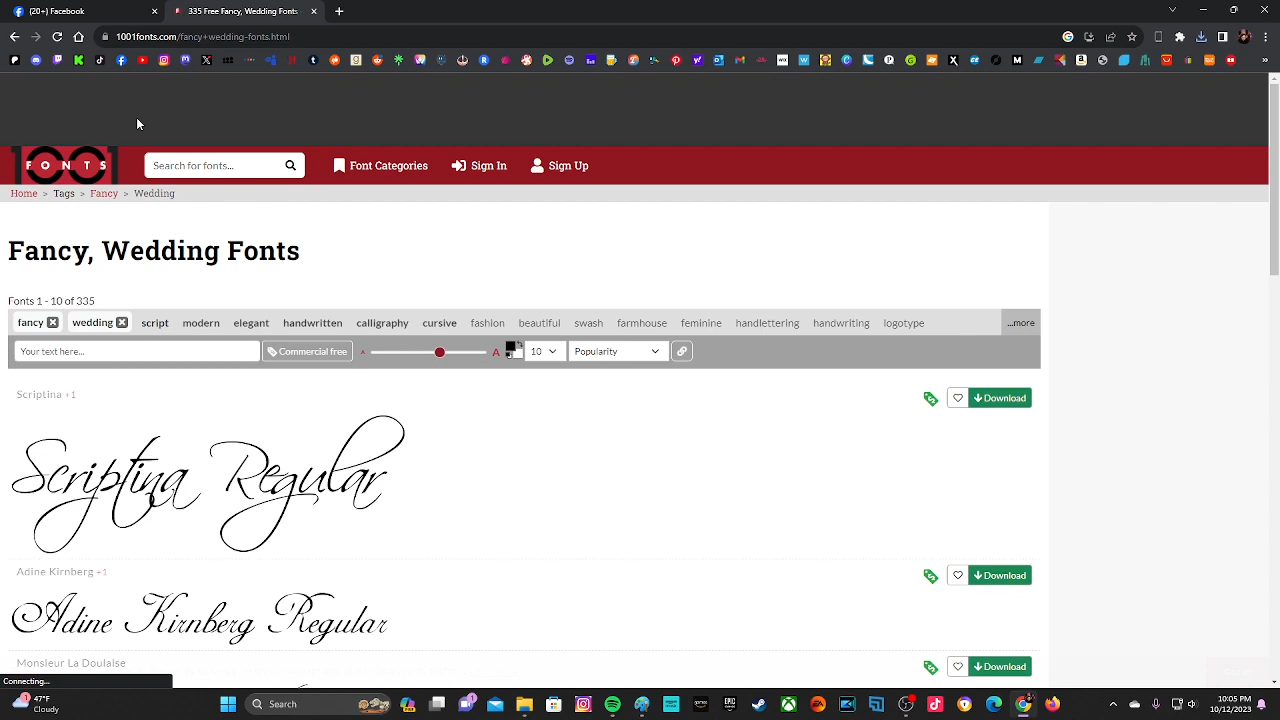 (20+) Facebook
335 Free Fancy, Wedding Fonts
1001fonts.com/fancy+wedding-fonts.html
FONTS
Search for fonts...
Font Categories
Sign In
Sign Up
Home > Tags > Fancy > Wedding
Fancy, Wedding Fonts
Fonts 1 - 10 of 335
fancy wedding script modern elegant handwritten calligraphy cursive fashion beautiful swash farmhouse feminine handlettering handwriting logotype ...more
Your text here... Commercial free A A 10 Popularity
Scriptina +1
Download
Scriptina Regular
Adine Kirnberg +1
Download
Adine Kirnberg Regular
Monsieur La Doulaise
Download
Connecting...
47°F
Cloudy
Search
10:05 PM
10/12/2023